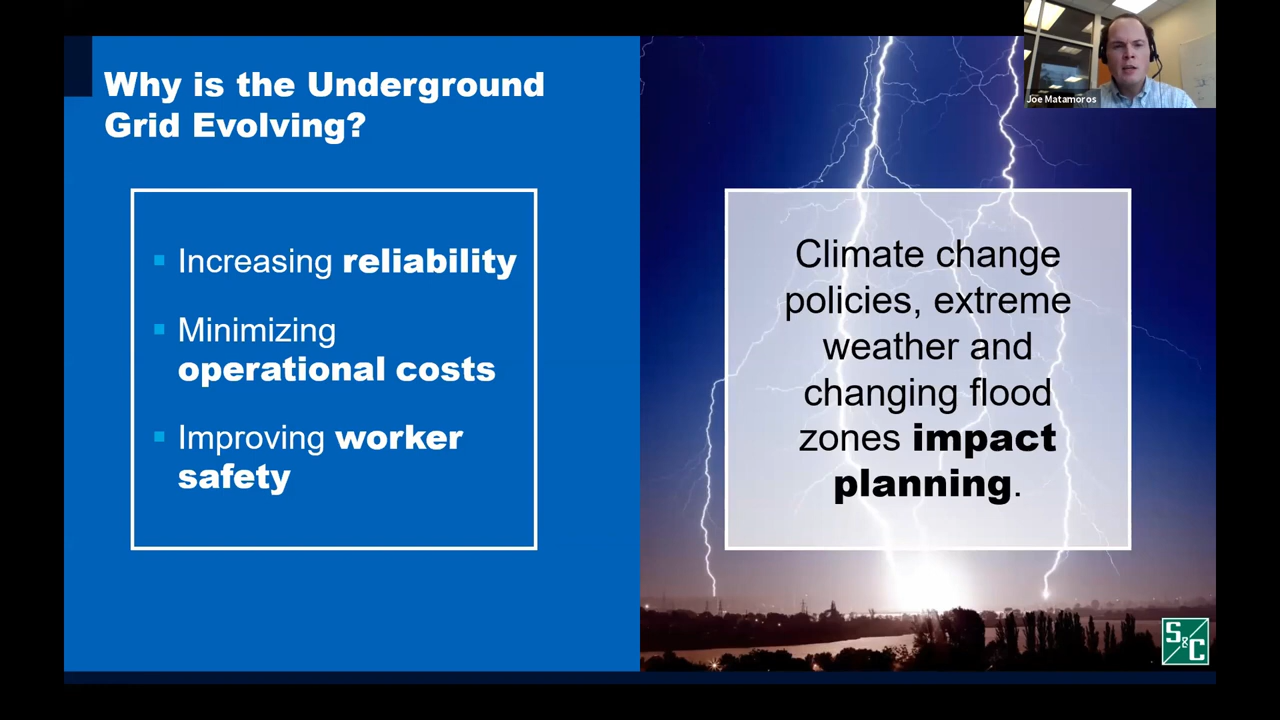 Why is the Underground
Grid Evolving?
Increasing reliability
Minimizing
operational costs
Improving worker
safety
Joe Matamoros
Climate change
policies, extreme
weather and
changing flood
zones impact
planning.
S&C